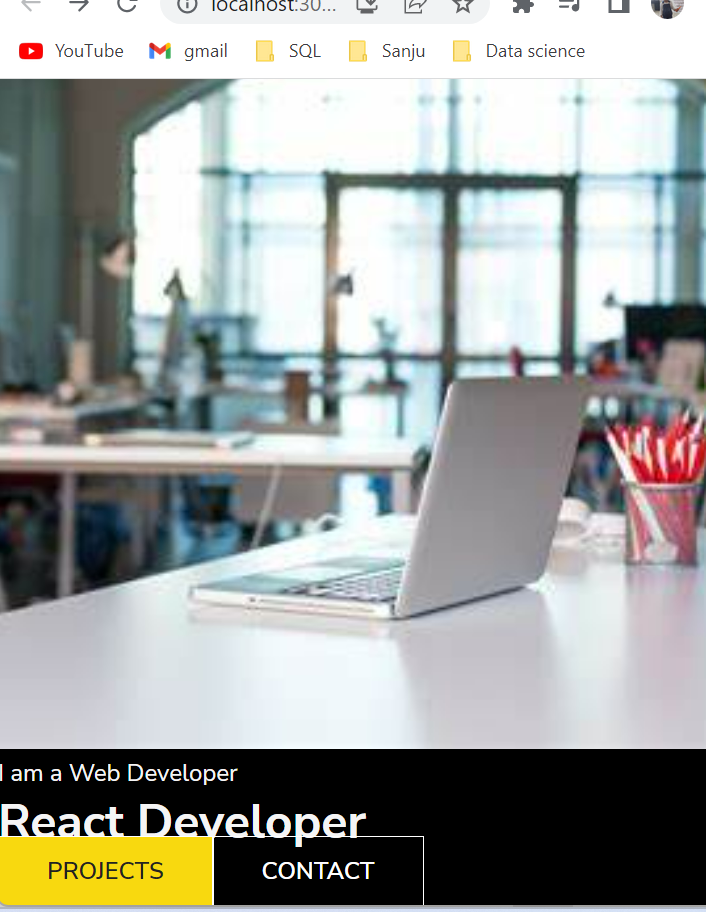 localhost:30...
YouTube gmail SQL Sanju Data science
I am a Web Developer
React Developer
PROJECTS CONTACT